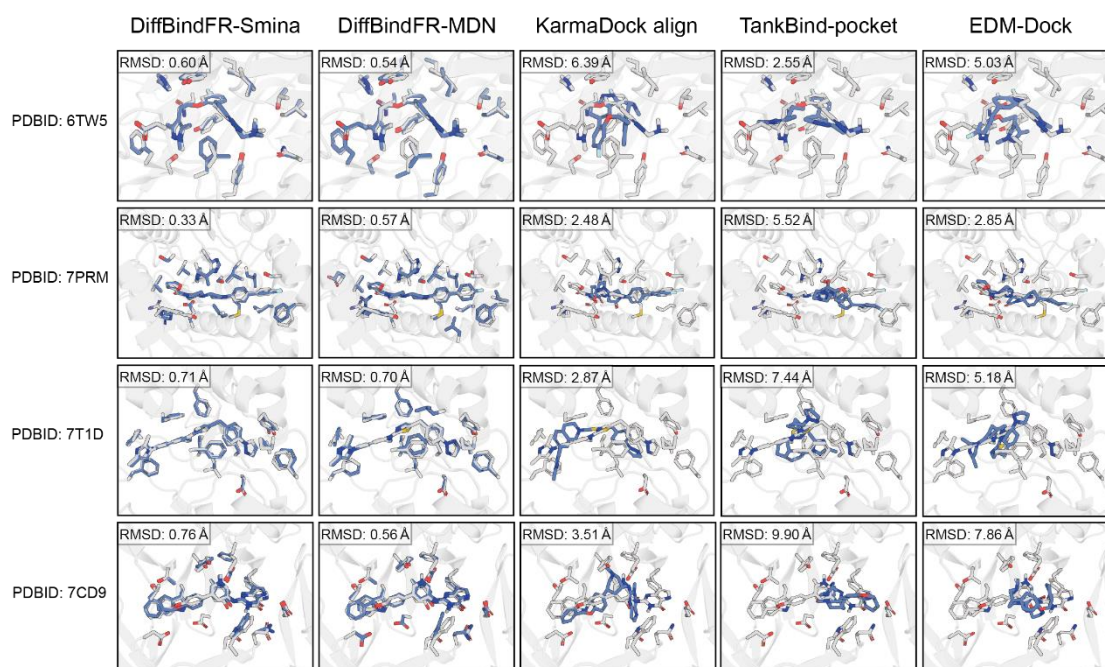 DiffBindFR-Smina DiffBindFR-MDN KarmaDock align TankBind-pocket EDM-Dock
PDBID: 6TW5
RMSD: 0.60 Å RMSD: 0.54 Å RMSD: 6.39 Å RMSD: 2.55 Å RMSD: 5.03 Å
PDBID: 7PRM
RMSD: 0.33 Å RMSD: 0.57 Å RMSD: 2.48 Å RMSD: 5.52 Å RMSD: 2.85 Å
PDBID: 7T1D
RMSD: 0.71 Å RMSD: 0.70 Å RMSD: 2.87 Å RMSD: 7.44 Å RMSD: 5.18 Å
PDBID: 7CD9
RMSD: 0.76 Å RMSD: 0.56 Å RMSD: 3.51 Å RMSD: 9.90 Å RMSD: 7.86 Å